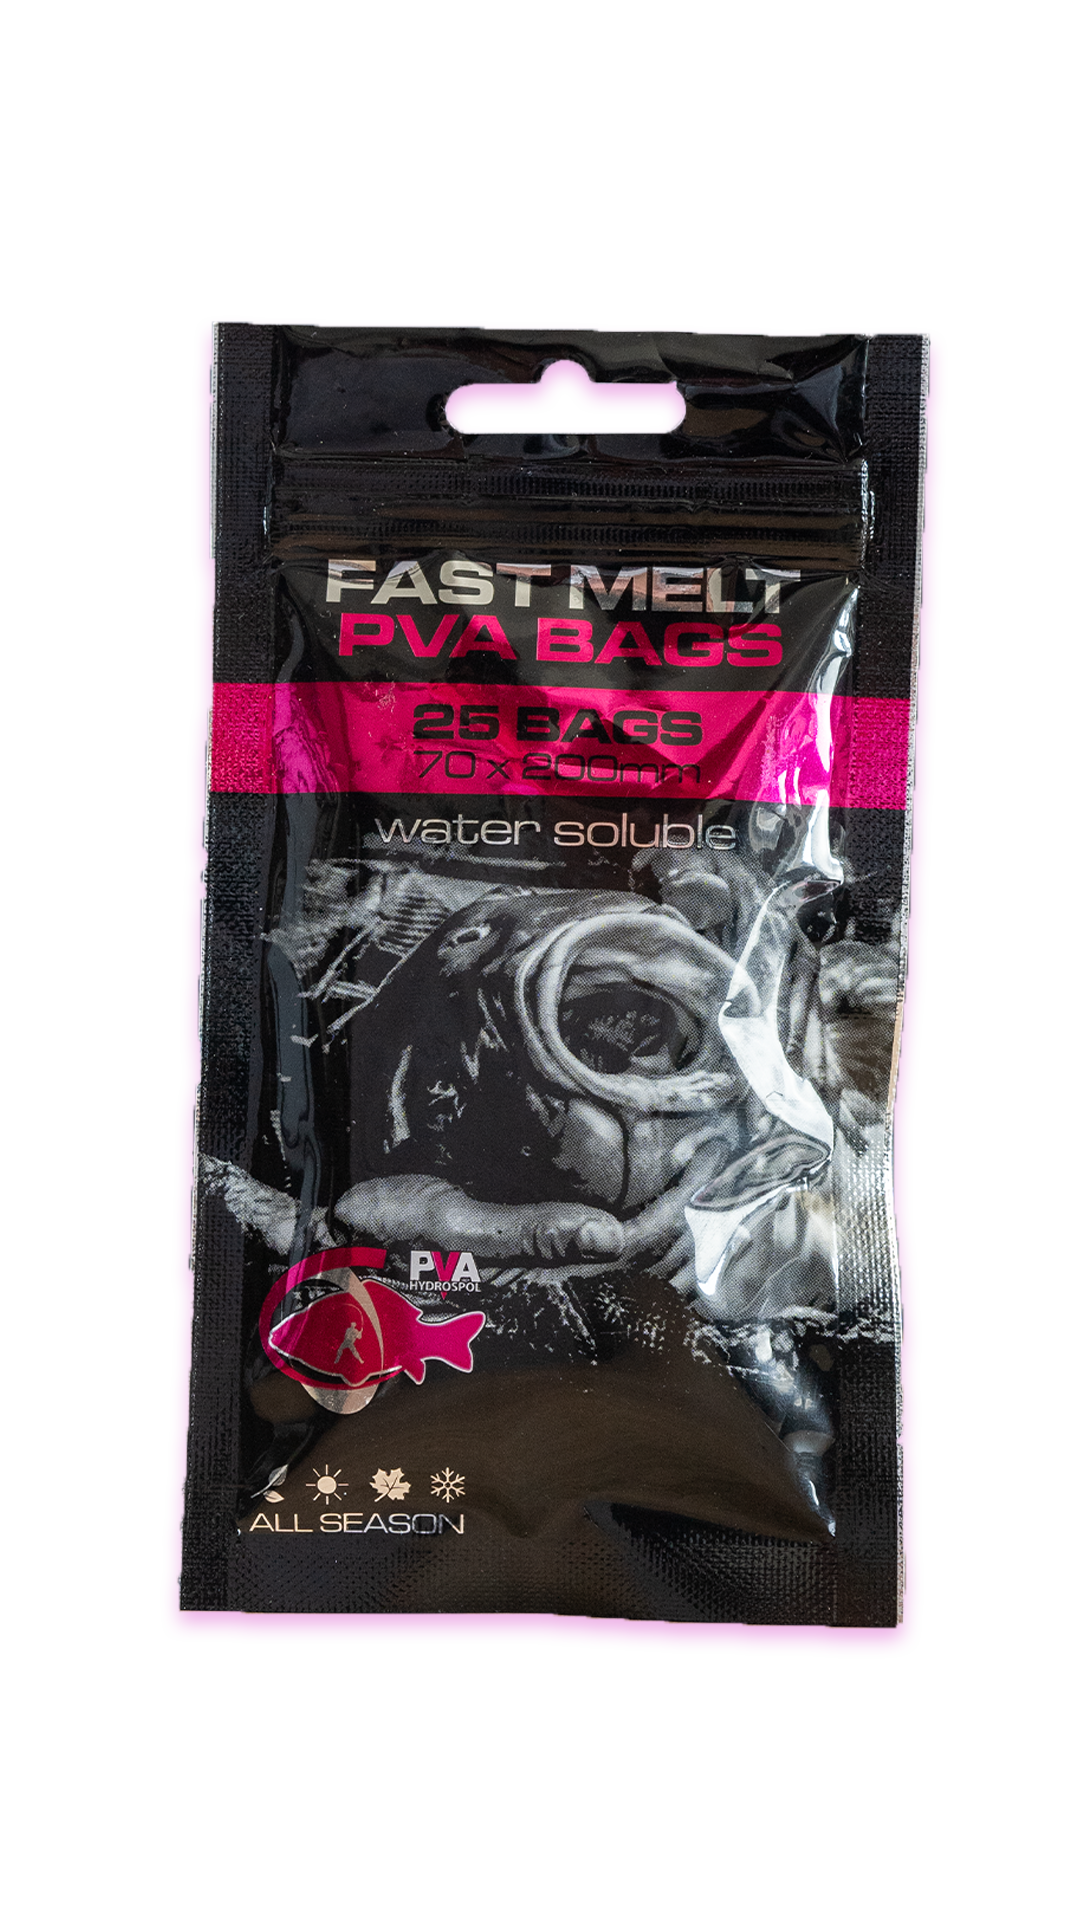 FAST MELT
PVA BAGS
25 BAGS
70 x 200mm
water soluble
PVA
HYDROSPOL
ALL SEASON